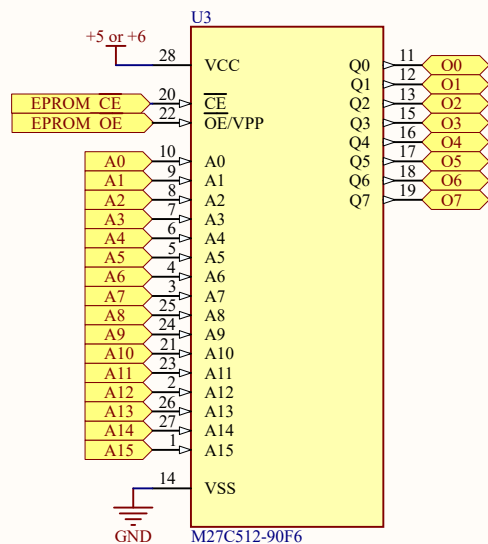 U3
+5 or +6
28 VCC Q0 11 O0
Q1 12 O1
EPROM CE 20 CE Q2 13 O2
EPROM OE 22 OE/VPP Q3 15 O3
Q4 16 O4
A0 10 A0 Q5 17 O5
A1 9 A1 Q6 18 O6
A2 8 A2 Q7 19 O7
A3 7 A3
A4 6 A4
A5 5 A5
A6 4 A6
A7 3 A7
A8 25 A8
A9 24 A9
A10 21 A10
A11 23 A11
A12 2 A12
A13 26 A13
A14 27 A14
A15 1 A15
14 VSS
GND M27C512-90F6